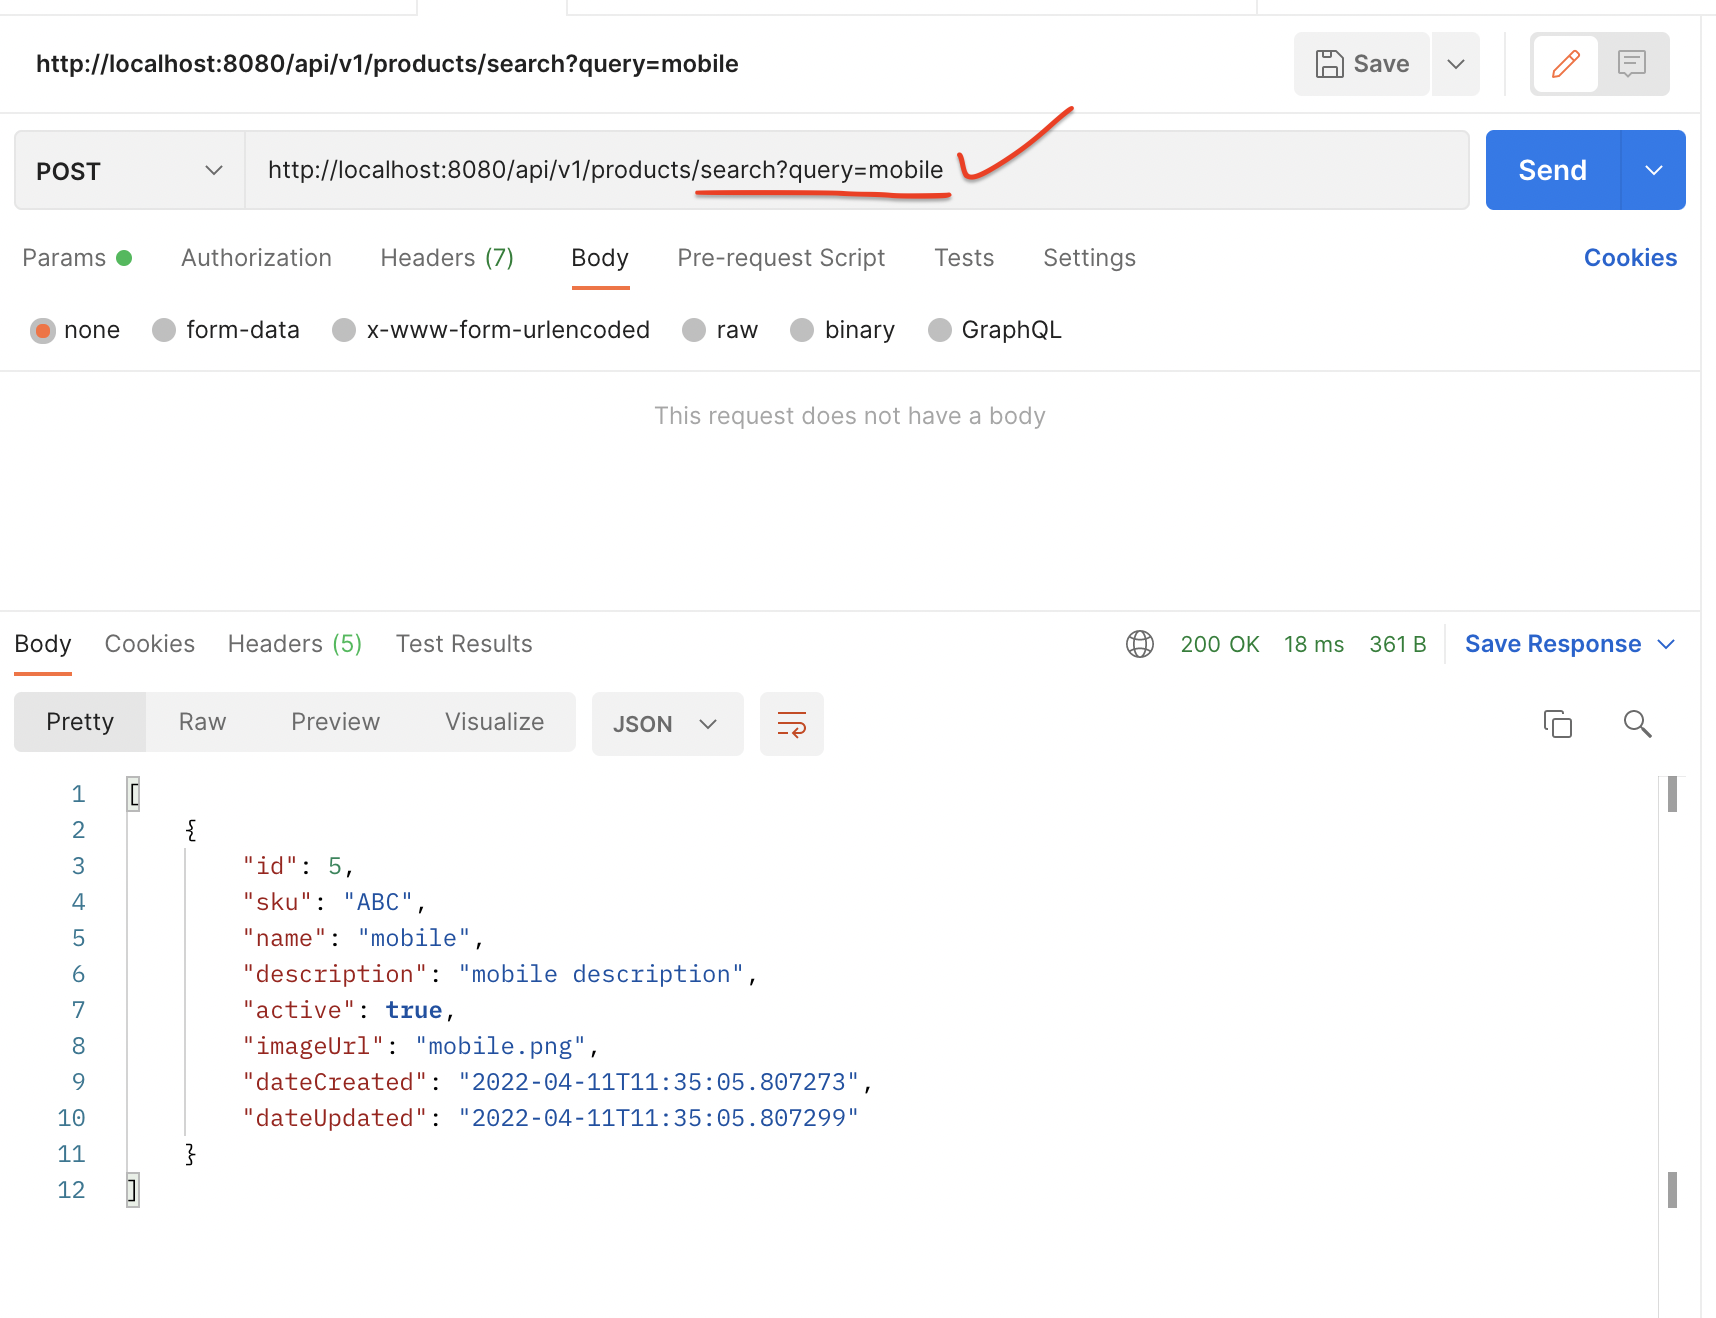 http://localhost:8080/api/v1/products/search?query=mobile
Save
POST
http://localhost:8080/api/v1/products/search?query=mobile
Send
Params Authorization Headers (7) Body Pre-request Script Tests Settings Cookies
none form-data x-www-form-urlencoded raw binary GraphQL
This request does not have a body
Body Cookies Headers (5) Test Results 200 OK 18 ms 361 B Save Response
Pretty Raw Preview Visualize JSON
1 [
2 {
3 "id": 5,
4 "sku": "ABC",
5 "name": "mobile",
6 "description": "mobile description",
7 "active": true,
8 "imageUrl": "mobile.png",
9 "dateCreated": "2022-04-11T11:35:05.807273",
10 "dateUpdated": "2022-04-11T11:35:05.807299"
11 }
12 ]